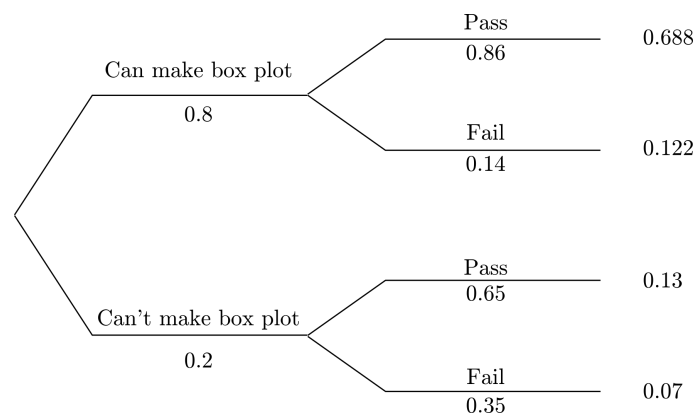 Pass
0.86
0.688
Can make box plot
0.8
Fail
0.14
0.122
Pass
0.65
0.13
Can't make box plot
0.2
Fail
0.35
0.07